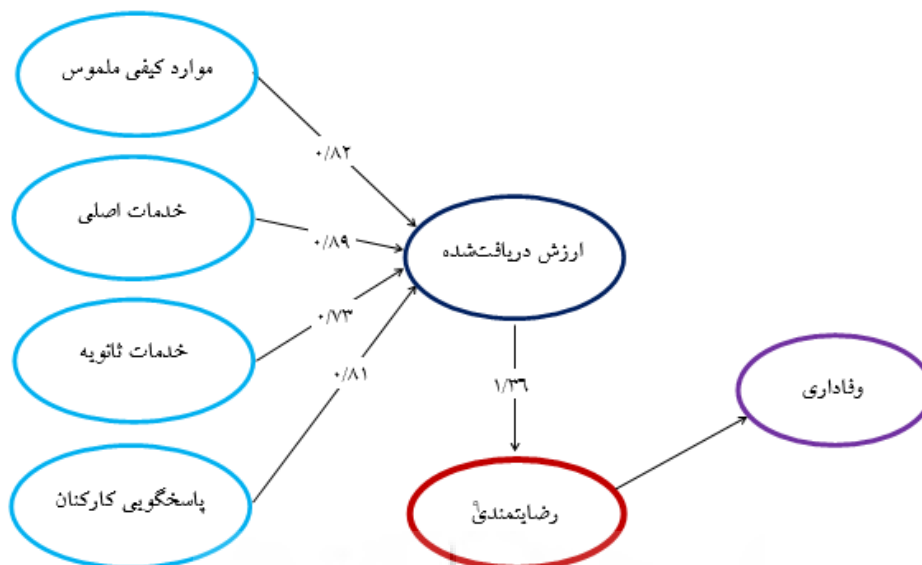 موارد کیفی ملموس
۰/۸۲
خدمات اصلی
۰/۸۹
ارزش دریافت‌شده
خدمات ثانویه
۰/۷۳
۰/۸۱
۱/۳۶
وفاداری
پاسخگویی کارکنان
رضایتمندی۹